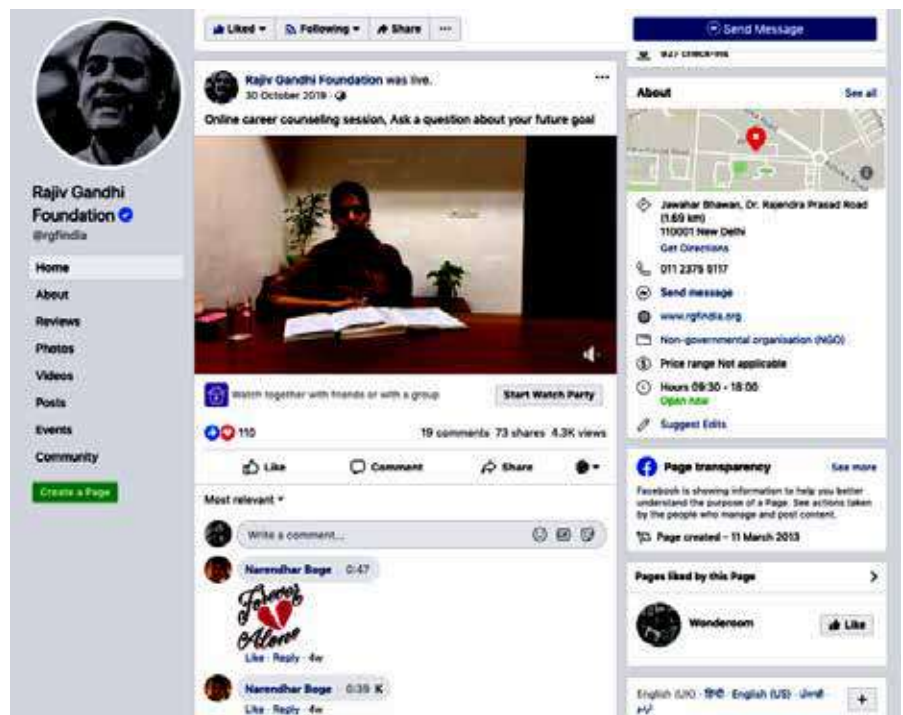 Liked
Following
Share
Send Message
927 check-ins
Rajiv Gandhi
Foundation
@rgfindia
Home
About
Reviews
Photos
Videos
Posts
Events
Community
Create a Page
Rajiv Gandhi Foundation was live.
30 October 2019
Online career counseling session, Ask a question about your future goal
Watch together with friends or with a group
Start Watch Party
110
19 comments 73 shares 4.3K views
Like
Comment
Share
Most relevant
Write a comment...
Narendhar Boge 0:47
Forever
Alone
Like · Reply · 4w
Narendhar Boge 0:39 K
Like · Reply · 4w
About
See all
Jawahar Bhawan, Dr. Rajendra Prasad Road
(1.69 km)
110001 New Delhi
Get Directions
011 2375 5117
Send message
www.rgfindia.org
Non-governmental organisation (NGO)
Price range Not applicable
Hours 09:30 - 18:00
Open now
Suggest Edits
Page transparency
See more
Facebook is showing information to help you better
understand the purpose of a Page. See actions taken
by the people who manage and post content.
Page created – 11 March 2013
Pages liked by this Page
Wonderoom
Like
English (UK) · हिन्दी · English (US) ·